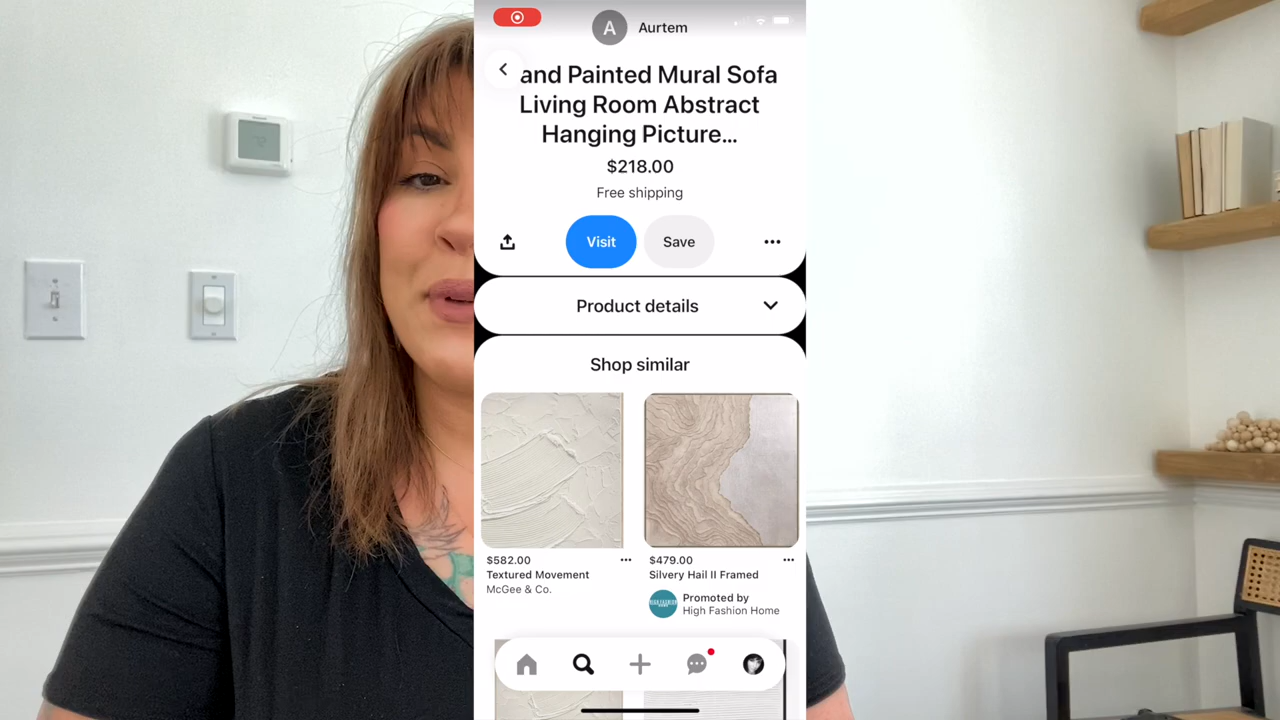 A Aurtem
and Painted Mural Sofa
Living Room Abstract
Hanging Picture...
$218.00
Free shipping
Visit
Save
Product details
Shop similar
$582.00
Textured Movement
McGee & Co.
$479.00
Silvery Hail II Framed
Promoted by
High Fashion Home